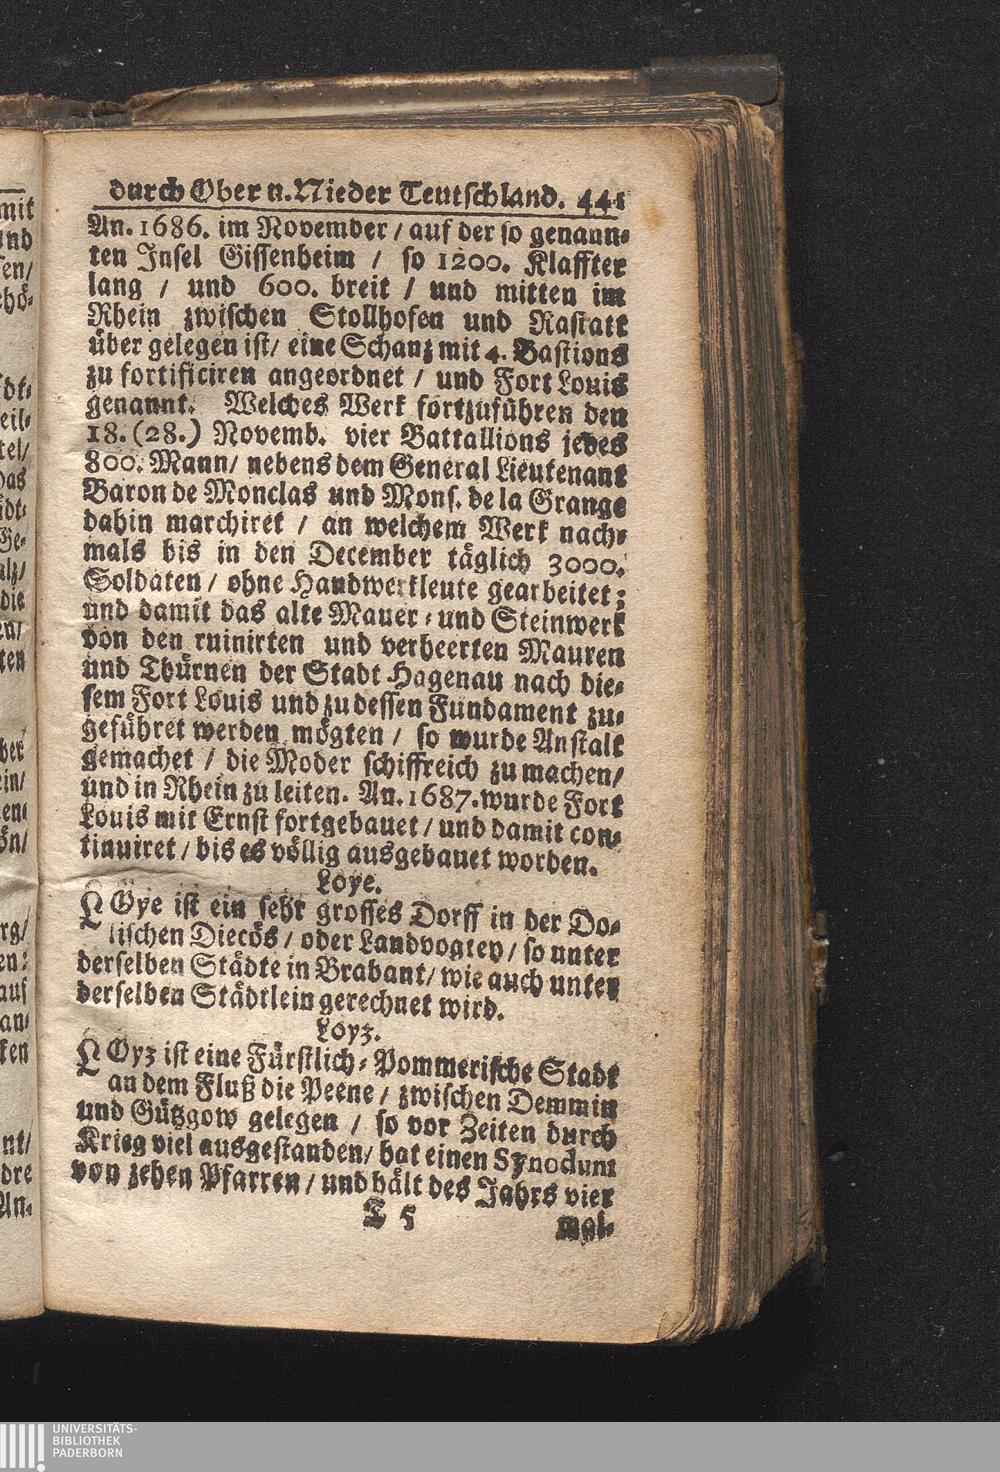 durch Ober u. Nieder Teutschland. 441
An. 1686. im November / auf der so genann-
ten Insel Gissenheim / so 1200. Klaffter
lang / und 600. breit / und mitten im
Rhein zwischen Stollhofen und Rastatt
über gelegen ist / eine Schanz mit 4. Bastions
zu fortificiren angeordnet / und Fort Louis
genannt. Welches Werk fortzuführen den
18. (28.) Novemb. vier Battallions jedes
800. Mann / nebens dem General Lieutenant
Baron de Monclas und Mons. de la Grange
dahin marchiret / an welchem Werk nach-
mals bis in den December täglich 3000.
Soldaten / ohne Handwerkleute gearbeitet;
und damit das alte Mauer- und Steinwerk
von den ruinirten und verheerten Mauren
und Thürnen der Stadt Hagenau nach die-
sem Fort Louis und zu dessen Fundament zu-
geführet werden mögten / so wurde Anstalt
gemachet / die Moder schiffreich zu machen /
und in Rhein zu leiten. An. 1687. wurde Fort
Louis mit Ernst fortgebauet / und damit con-
tinuiret / bis es völlig ausgebauet worden.
Loye.
LOye ist ein sehr grosses Dorff in der Do-
lischen Diecös / oder Landvogtey / so unter
derselben Städte in Brabant / wie auch unter
derselben Städtlein gerechnet wird.
Loyz.
LOyz ist eine Fürstlich-Pommerische Stadt
an dem Fluß die Peene / zwischen Demmin
und Gützgow gelegen / so vor Zeiten durch
Krieg viel ausgestanden / hat einen Synodum
von zehen Pfarren / und hält des Jahrs vier
T 5 mal-
UNIVERSITÄTS-
BIBLIOTHEK
PADERBORN